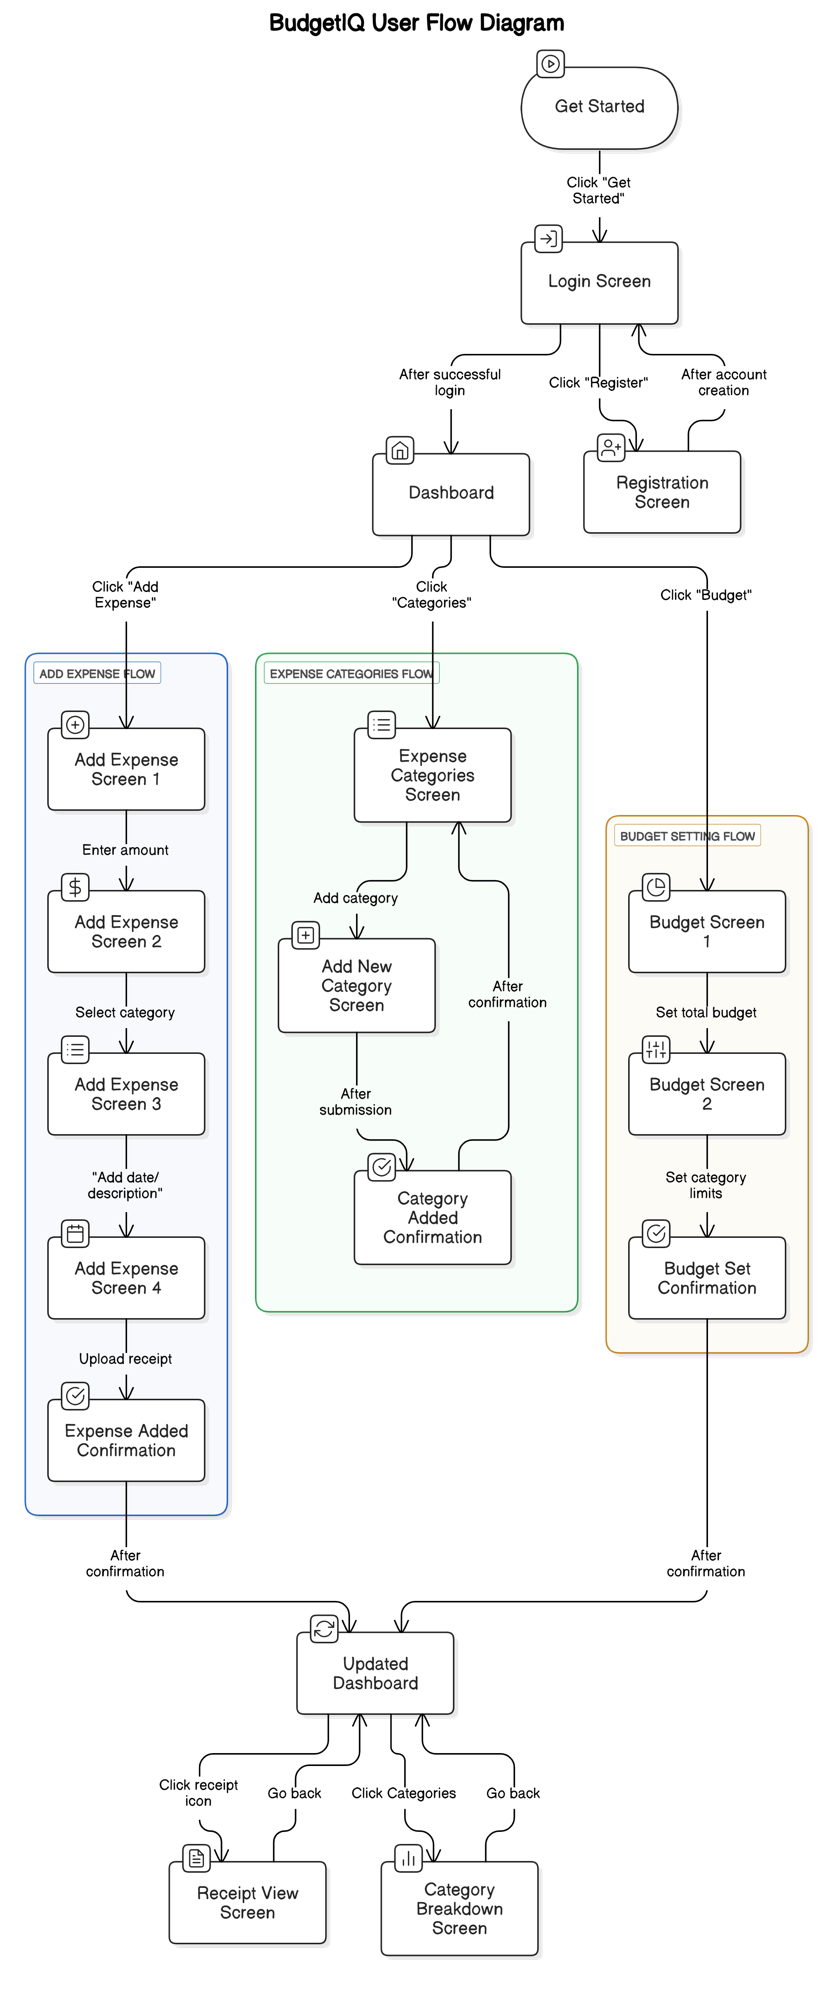 BudgetIQ User Flow Diagram
Get Started
Click "Get
Started"
Login Screen
After successful
login
Click "Register"
After account
creation
Dashboard
Registration
Screen
Click "Add
Expense"
Click
"Categories"
Click "Budget"
ADD EXPENSE FLOW
EXPENSE CATEGORIES FLOW
Add Expense
Screen 1
Expense
Categories
Screen
BUDGET SETTING FLOW
Enter amount
Add category
Add Expense
Screen 2
Budget Screen
1
Add New
Category
Screen
After
confirmation
Select category
Set total budget
Add Expense
Screen 3
Budget Screen
2
After
submission
"Add date/
description"
Set category
limits
Category
Added
Confirmation
Add Expense
Screen 4
Budget Set
Confirmation
Upload receipt
Expense Added
Confirmation
After
confirmation
After
confirmation
Updated
Dashboard
Click receipt
icon
Go back
Click Categories
Go back
Receipt View
Screen
Category
Breakdown
Screen